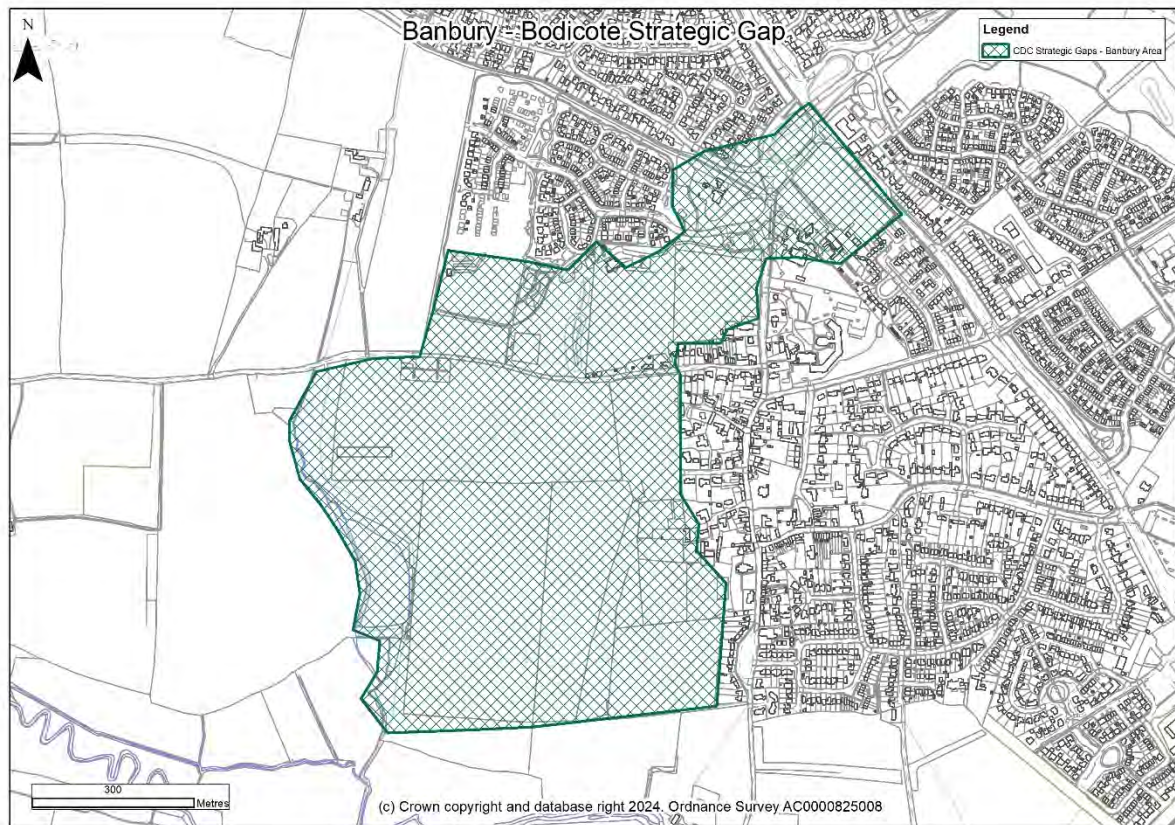 Banbury - Bodicote Strategic Gap
N
Legend
CDC Strategic Gaps - Banbury Area
300
Metres
(c) Crown copyright and database right 2024. Ordnance Survey AC0000825008